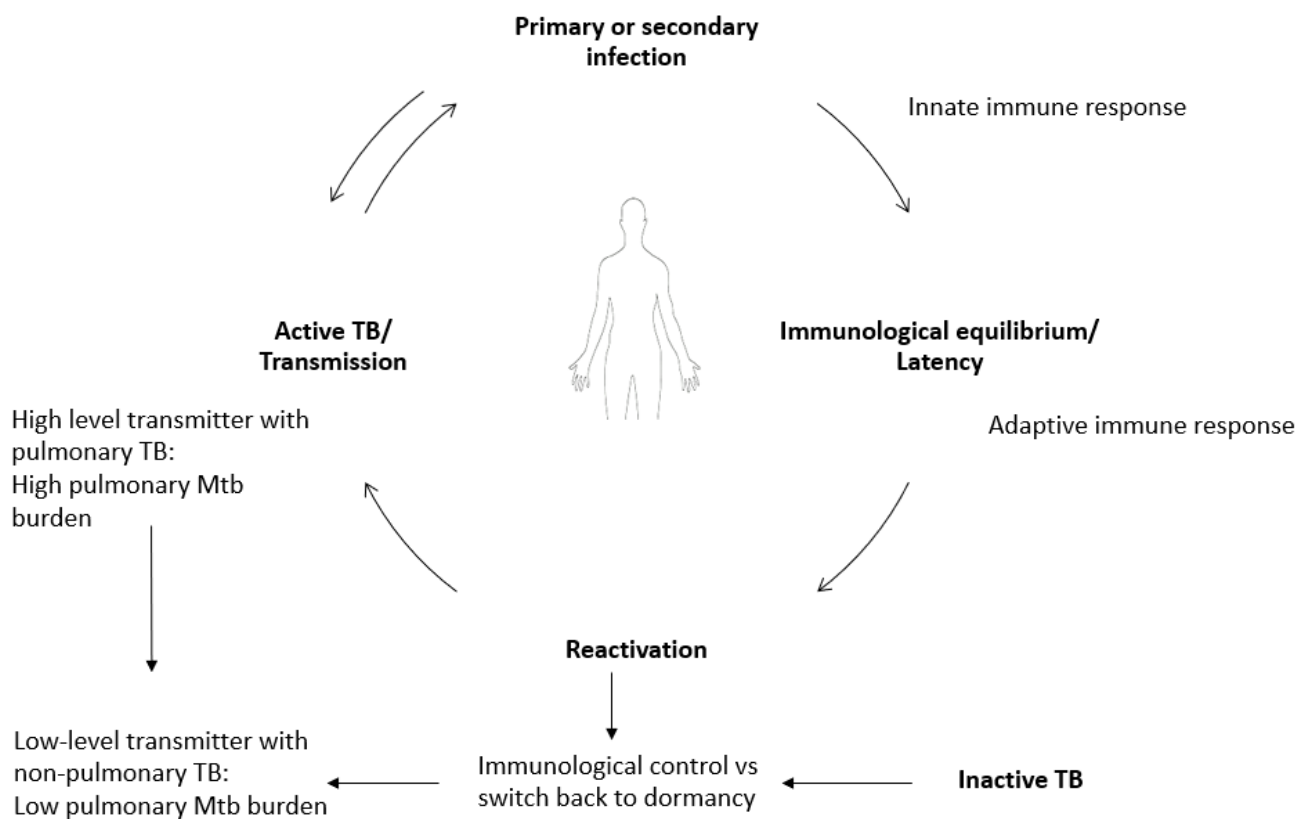 Primary or secondary
infection
Innate immune response
Active TB/
Transmission
Immunological equilibrium/
Latency
High level transmitter with
pulmonary TB:
High pulmonary Mtb
burden
Adaptive immune response
Reactivation
Low-level transmitter with
non-pulmonary TB:
Low pulmonary Mtb burden
Immunological control vs
switch back to dormancy
Inactive TB